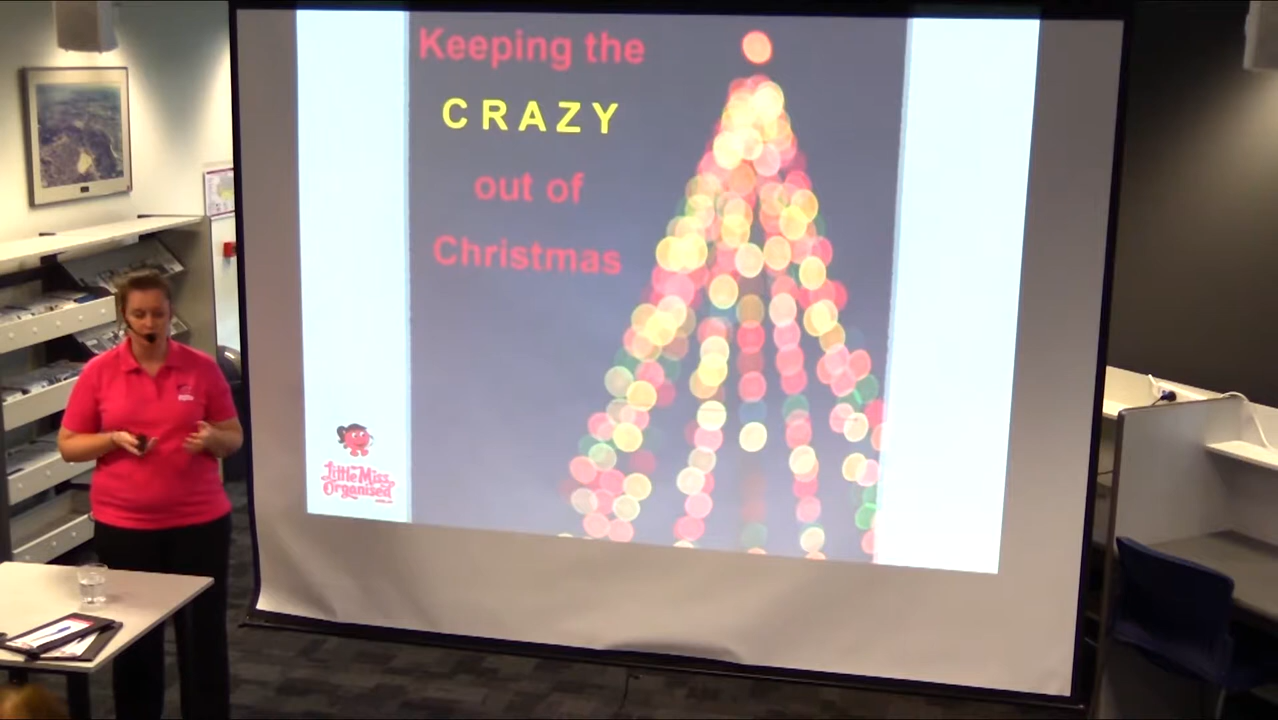 Keeping the
CRAZY
out of
Christmas
Little Miss
Organised